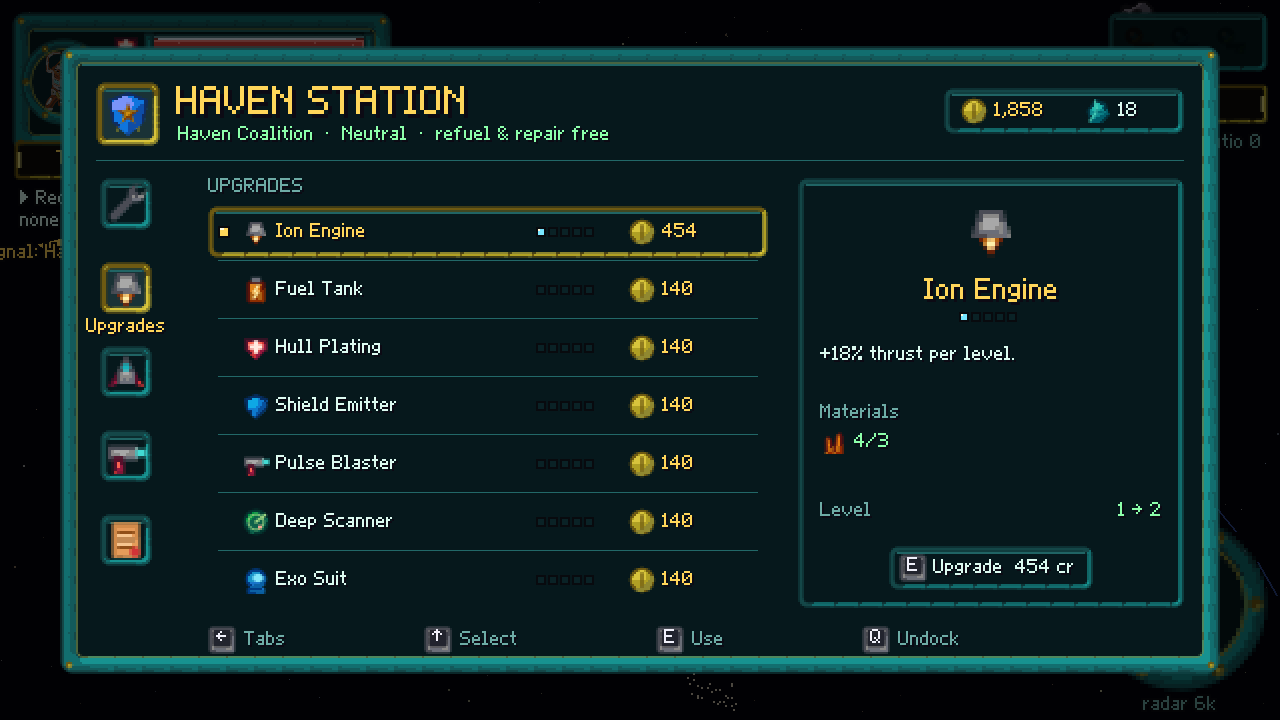 HAVEN STATION
Haven Coalition · Neutral · refuel & repair free
1,858 18
UPGRADES
Ion Engine 454
Fuel Tank 140
Hull Plating 140
Shield Emitter 140
Pulse Blaster 140
Deep Scanner 140
Exo Suit 140
Upgrades
Ion Engine
+18% thrust per level.
Materials
4/3
Level 1 → 2
E Upgrade 454 cr
← Tabs ↑ Select E Use Q Undock
none
radar 6k